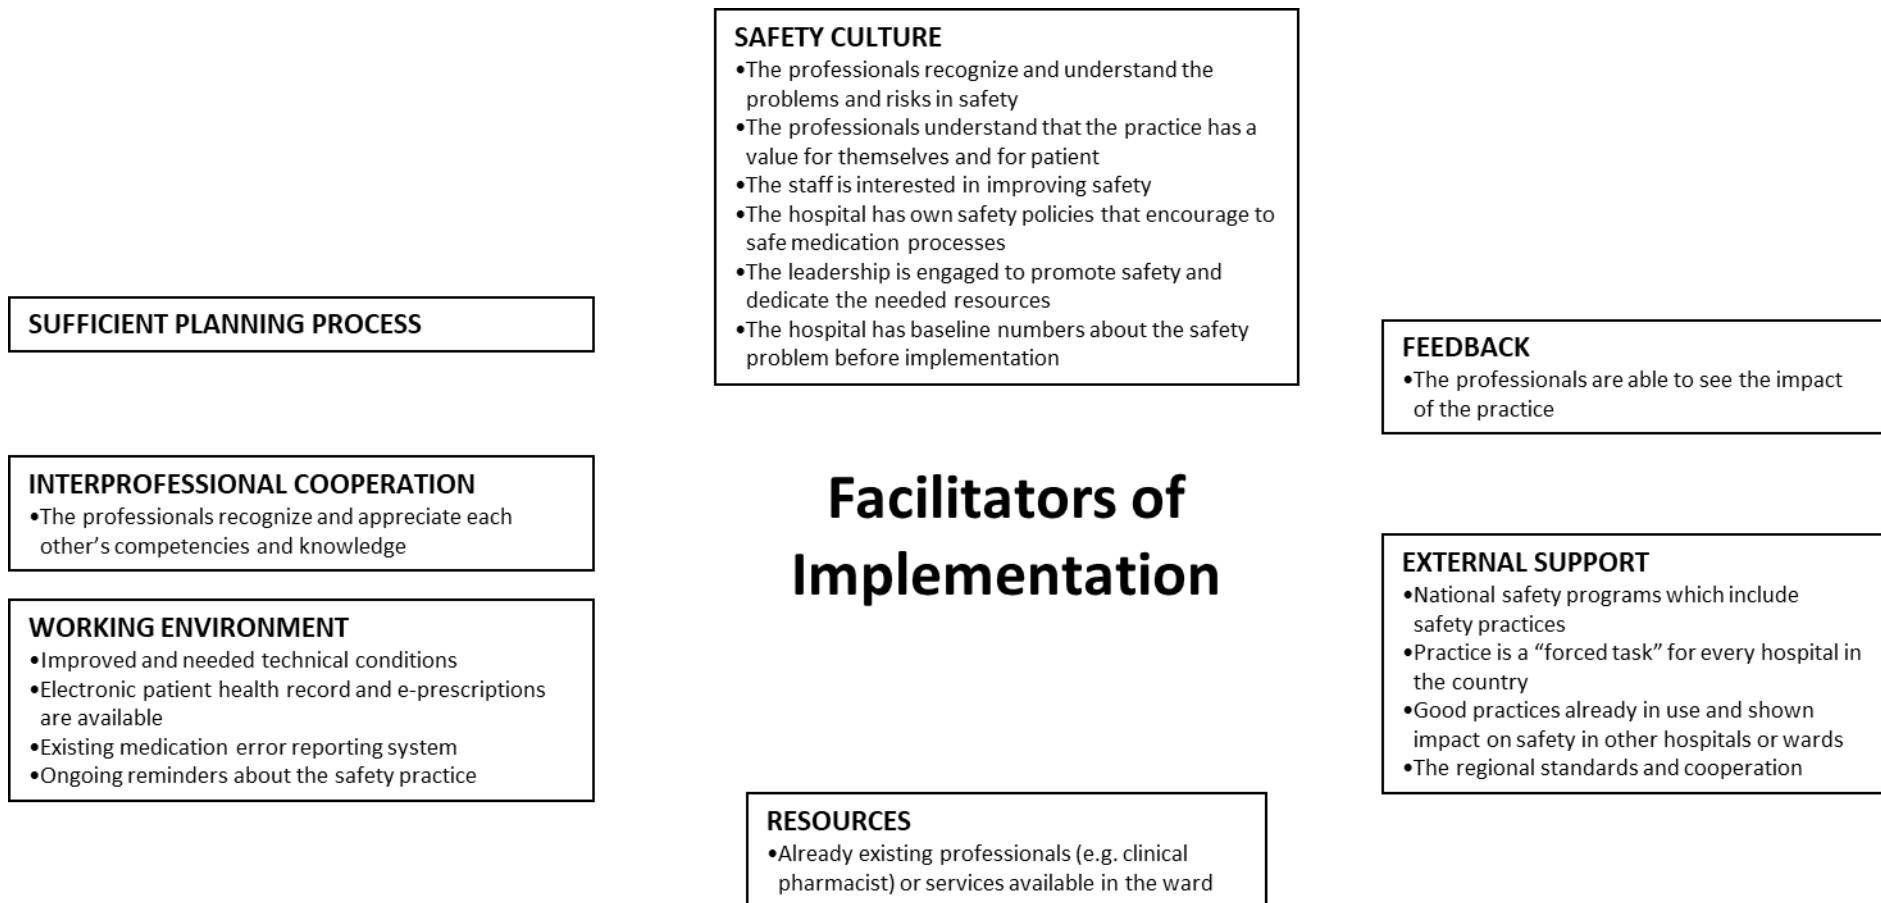 SAFETY CULTURE
•The professionals recognize and understand the
problems and risks in safety
•The professionals understand that the practice has a
value for themselves and for patient
•The staff is interested in improving safety
•The hospital has own safety policies that encourage to
safe medication processes
•The leadership is engaged to promote safety and
dedicate the needed resources
•The hospital has baseline numbers about the safety
problem before implementation
SUFFICIENT PLANNING PROCESS
FEEDBACK
•The professionals are able to see the impact
of the practice
INTERPROFESSIONAL COOPERATION
•The professionals recognize and appreciate each
other’s competencies and knowledge
Facilitators of
Implementation
EXTERNAL SUPPORT
•National safety programs which include
safety practices
•Practice is a “forced task” for every hospital in
the country
•Good practices already in use and shown
impact on safety in other hospitals or wards
•The regional standards and cooperation
WORKING ENVIRONMENT
•Improved and needed technical conditions
•Electronic patient health record and e-prescriptions
are available
•Existing medication error reporting system
•Ongoing reminders about the safety practice
RESOURCES
•Already existing professionals (e.g. clinical
pharmacist) or services available in the ward